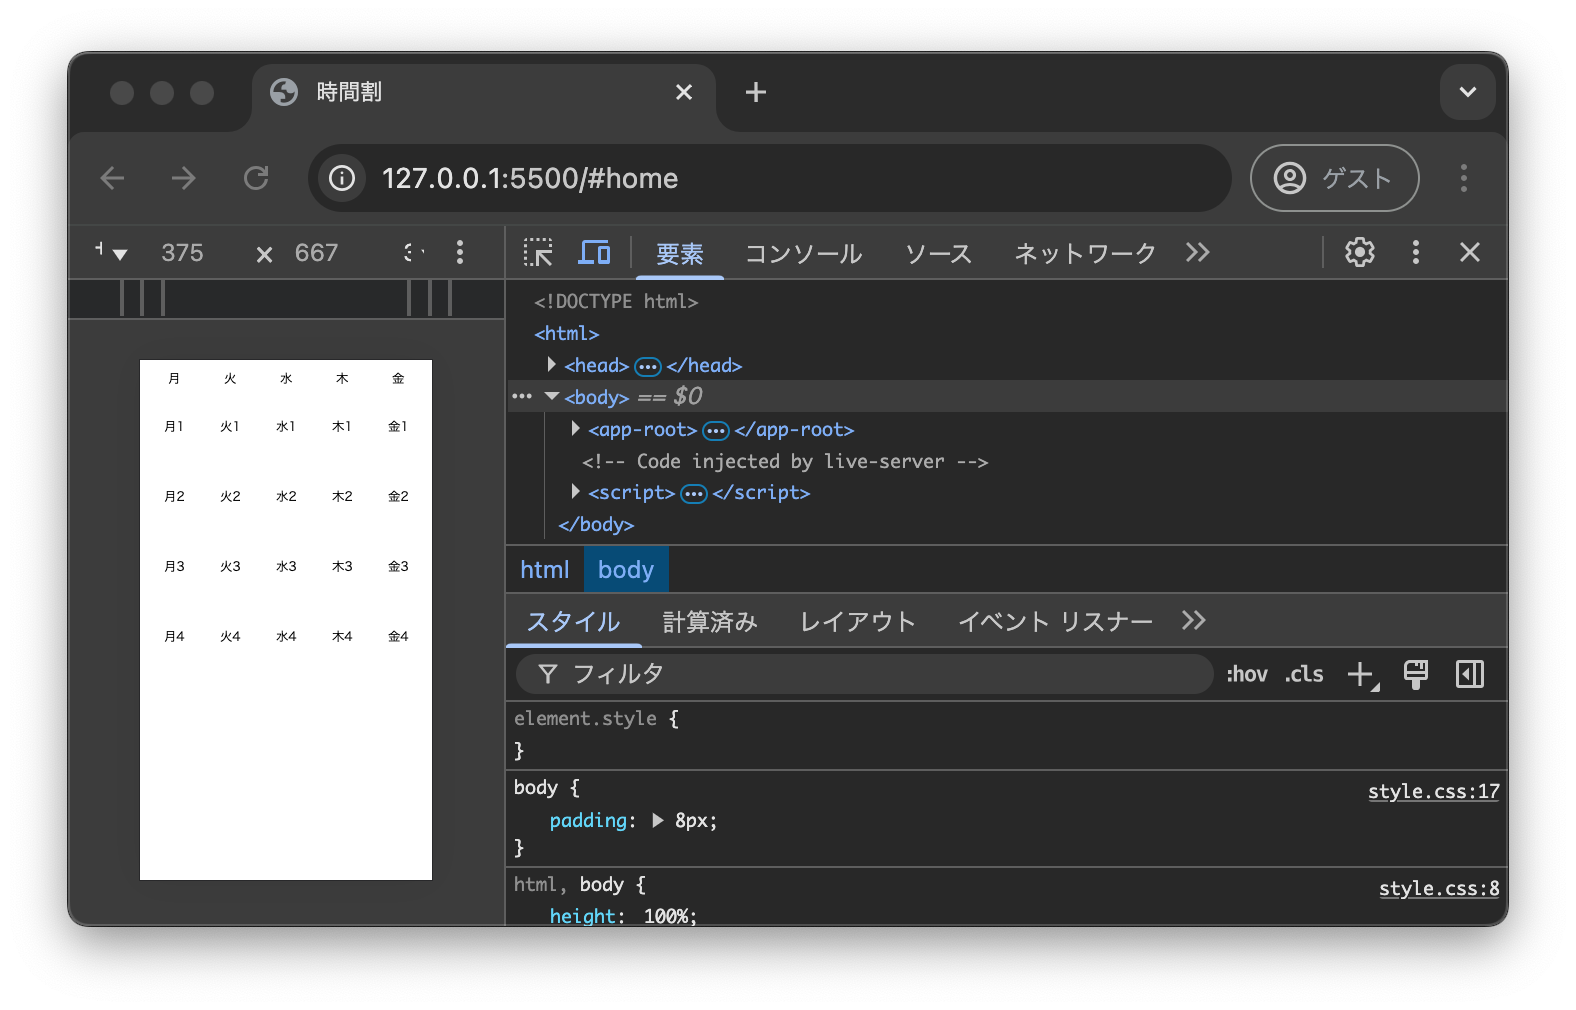 時間割
127.0.0.1:5500/#home
ゲスト
375 × 667
要素 コンソール ソース ネットワーク
月 火 水 木 金
月1 火1 水1 木1 金1
月2 火2 水2 木2 金2
月3 火3 水3 木3 金3
月4 火4 水4 木4 金4
<!DOCTYPE html>
<html>
<head> ••• </head>
••• <body> == $0
<app-root> ••• </app-root>
<!-- Code injected by live-server -->
<script> ••• </script>
</body>
html body
スタイル 計算済み レイアウト イベント リスナー
フィルタ :hov .cls
element.style {
}
body { style.css:17
padding: 8px;
}
html, body { style.css:8
height: 100%;